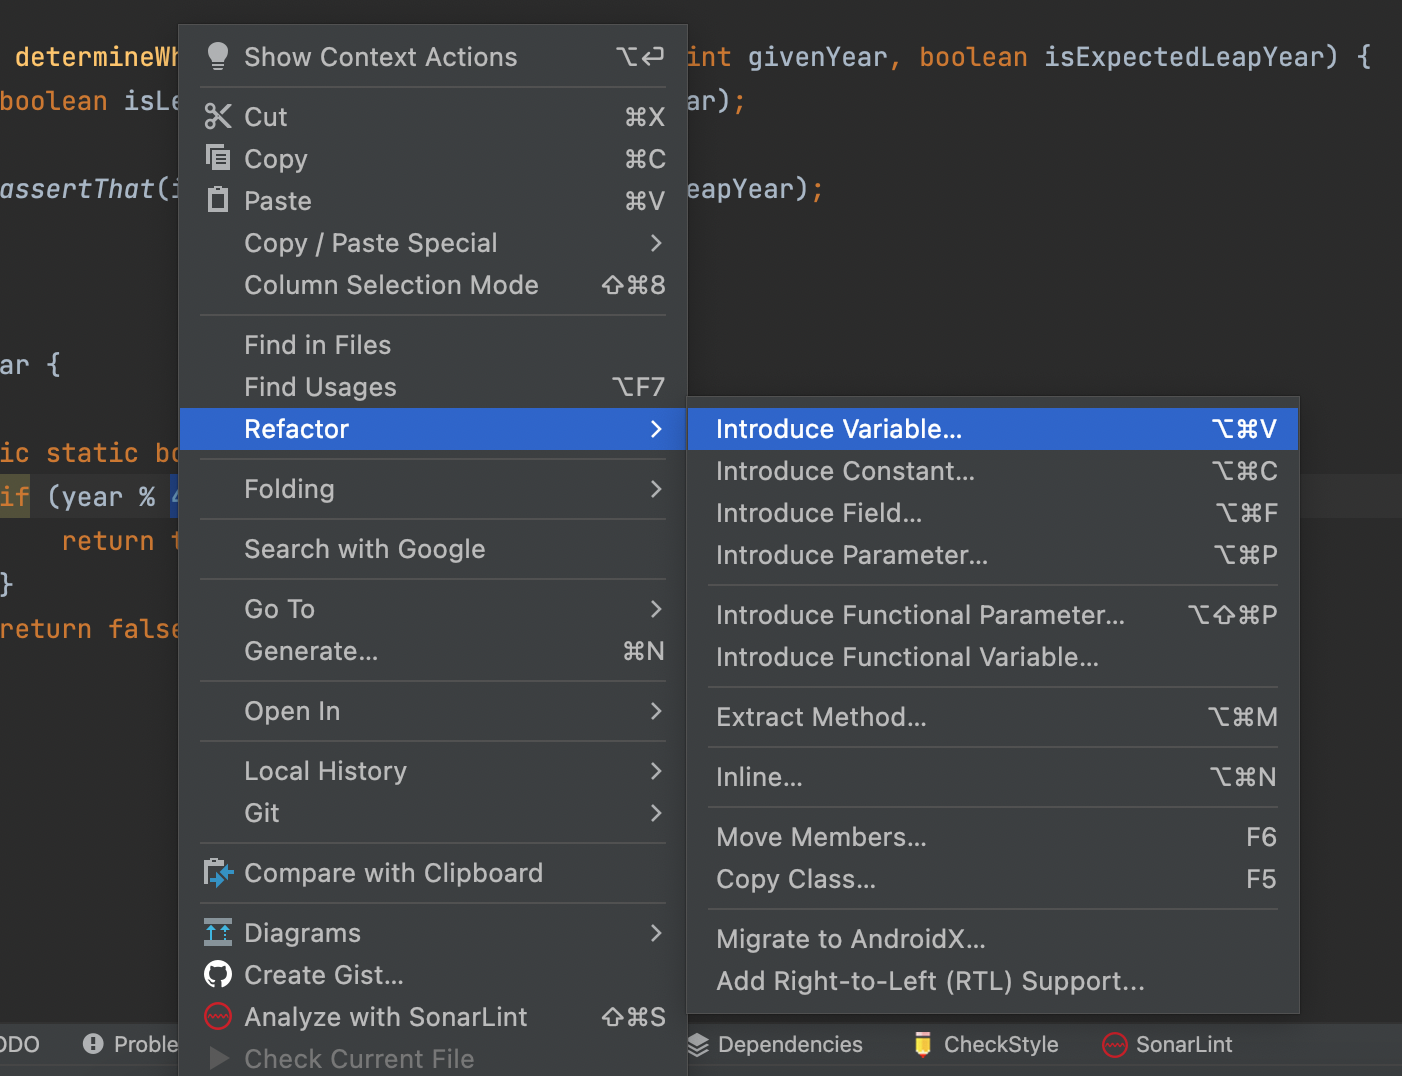 determineWh
int givenYear, boolean isExpectedLeapYear) {
boolean isLe
ar);
assertThat(i
eapYear);
ar {
ic static bo
if (year % 4
return t
}
return false
Show Context Actions ⌥⏎
Cut ⌘X
Copy ⌘C
Paste ⌘V
Copy / Paste Special
Column Selection Mode ⇧⌘8
Find in Files
Find Usages ⌥F7
Refactor
Folding
Search with Google
Go To
Generate... ⌘N
Open In
Local History
Git
Compare with Clipboard
Diagrams
Create Gist...
Analyze with SonarLint ⇧⌘S
Check Current File
Introduce Variable... ⌥⌘V
Introduce Constant... ⌥⌘C
Introduce Field... ⌥⌘F
Introduce Parameter... ⌥⌘P
Introduce Functional Parameter... ⌥⇧⌘P
Introduce Functional Variable...
Extract Method... ⌥⌘M
Inline... ⌥⌘N
Move Members... F6
Copy Class... F5
Migrate to AndroidX...
Add Right-to-Left (RTL) Support...
ODO Proble Dependencies CheckStyle SonarLint